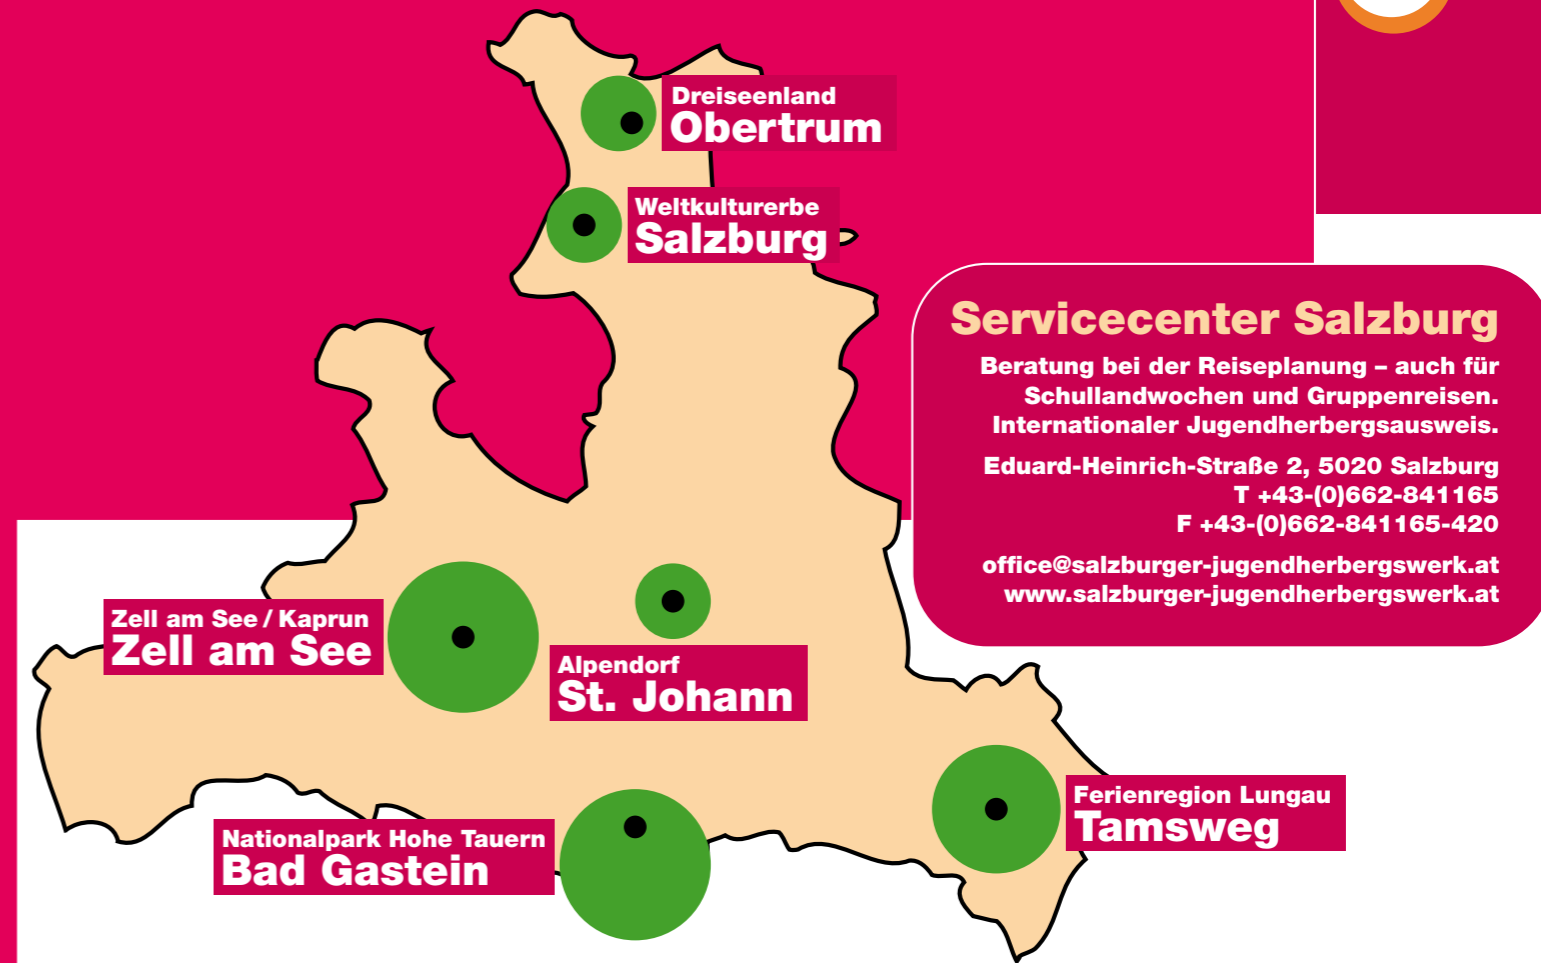 Dreiseenland
Obertrum
Weltkulturerbe
Salzburg
Servicecenter Salzburg
Beratung bei der Reiseplanung – auch für
Schullandwochen und Gruppenreisen.
Internationaler Jugendherbergsausweis.
Eduard-Heinrich-Straße 2, 5020 Salzburg
T +43-(0)662-841165
F +43-(0)662-841165-420
office@salzburger-jugendherbergswerk.at
www.salzburger-jugendherbergswerk.at
Zell am See / Kaprun
Zell am See
Alpendorf
St. Johann
Ferienregion Lungau
Tamsweg
Nationalpark Hohe Tauern
Bad Gastein